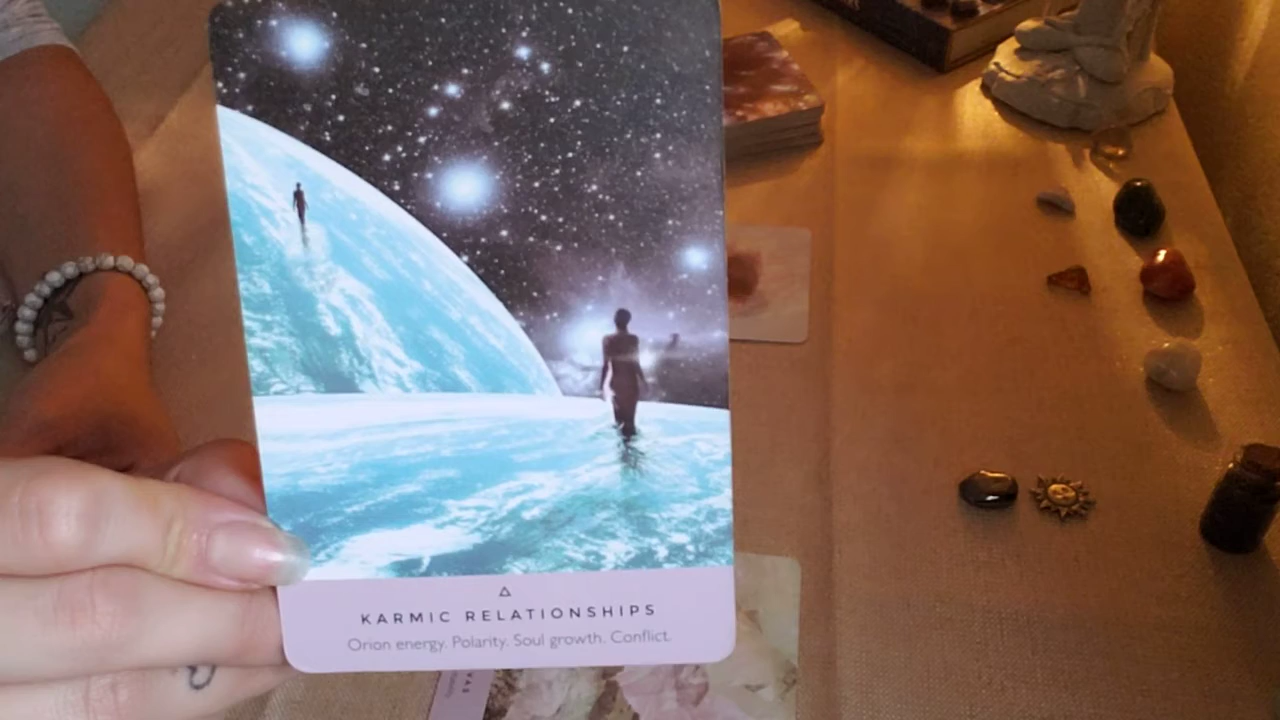 KARMIC RELATIONSHIPS
Orion energy. Polarity. Soul growth. Conflict.